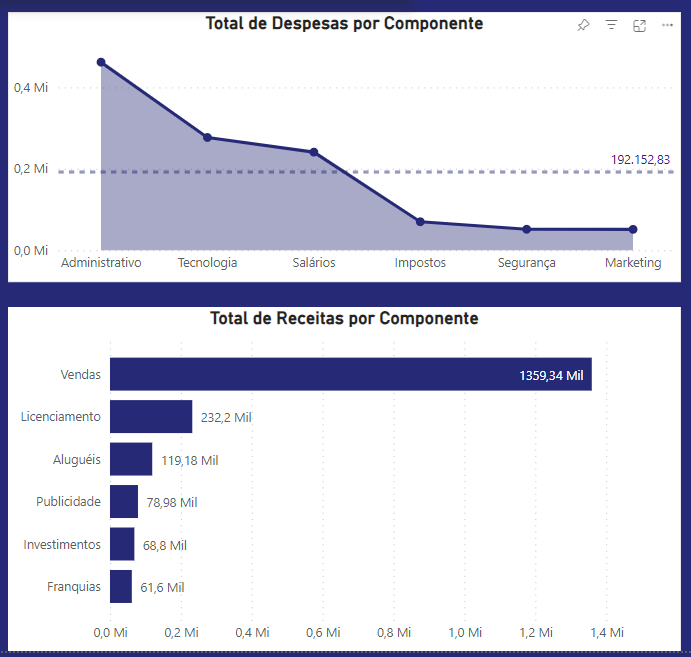 Total de Despesas por Componente
0,4 Mi
0,2 Mi
0,0 Mi
192.152,83
Administrativo Tecnologia Salários Impostos Segurança Marketing
Total de Receitas por Componente
Vendas 1359,34 Mil
Licenciamento 232,2 Mil
Aluguéis 119,18 Mil
Publicidade 78,98 Mil
Investimentos 68,8 Mil
Franquias 61,6 Mil
0,0 Mi 0,2 Mi 0,4 Mi 0,6 Mi 0,8 Mi 1,0 Mi 1,2 Mi 1,4 Mi